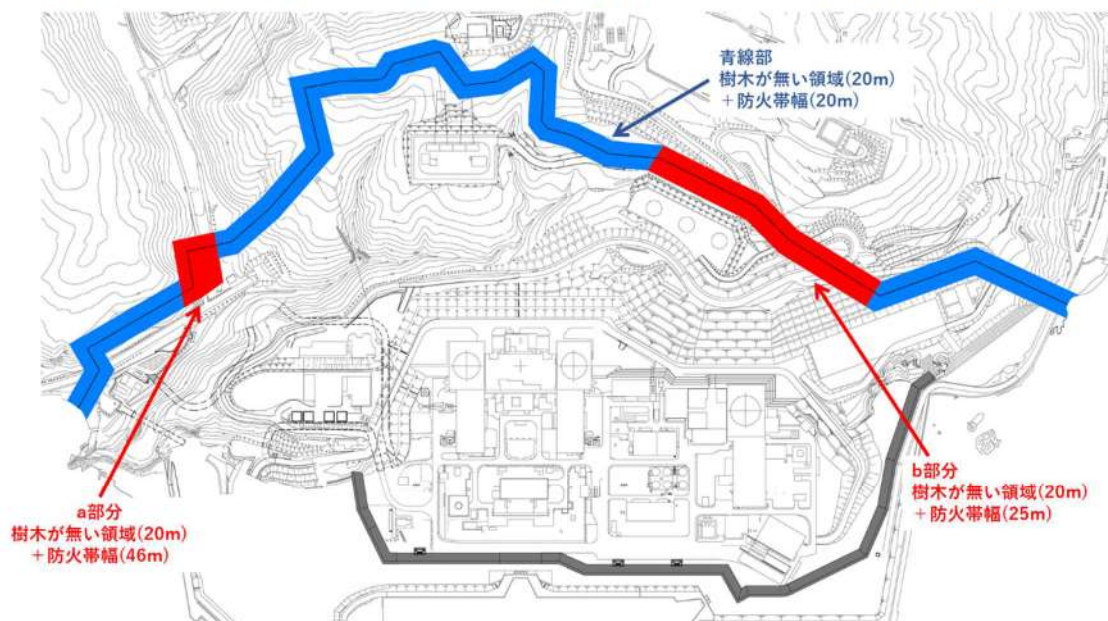 青線部
樹木が無い領域(20m)
＋防火帯幅(20m)
a部分
樹木が無い領域(20m)
＋防火帯幅(46m)
b部分
樹木が無い領域(20m)
＋防火帯幅(25m)